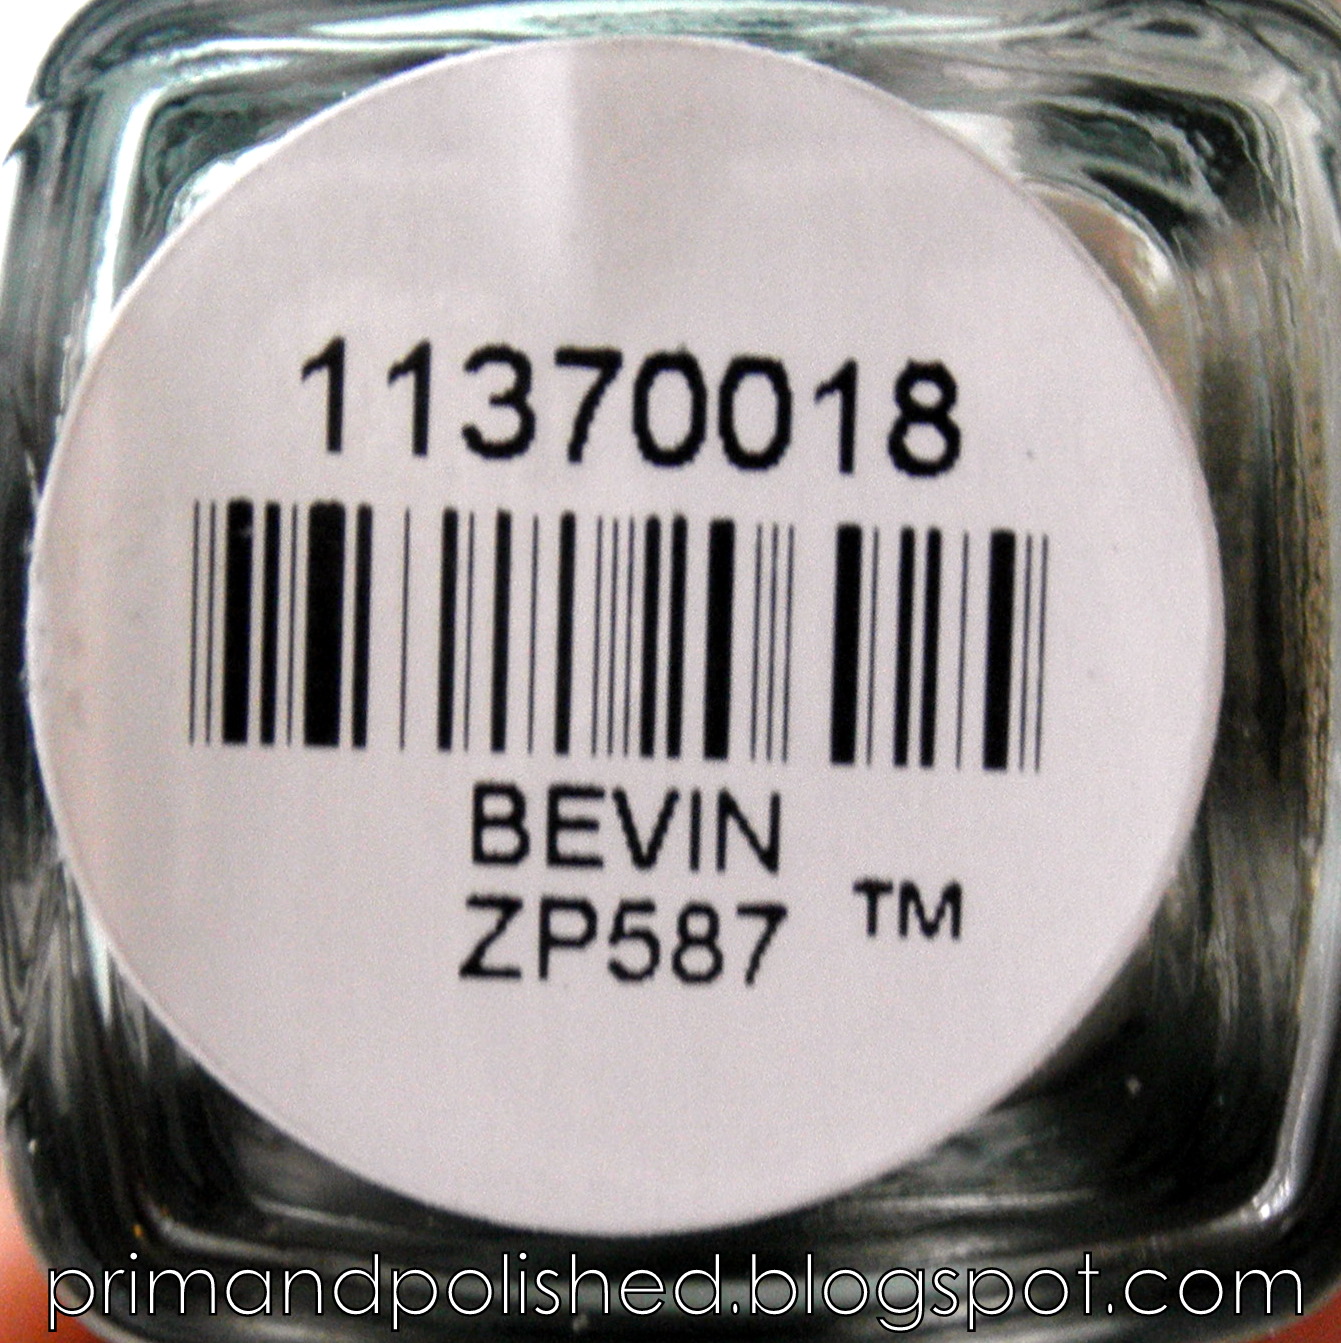 11370018
BEVIN
ZP587 ™
primandpolished.blogspot.com